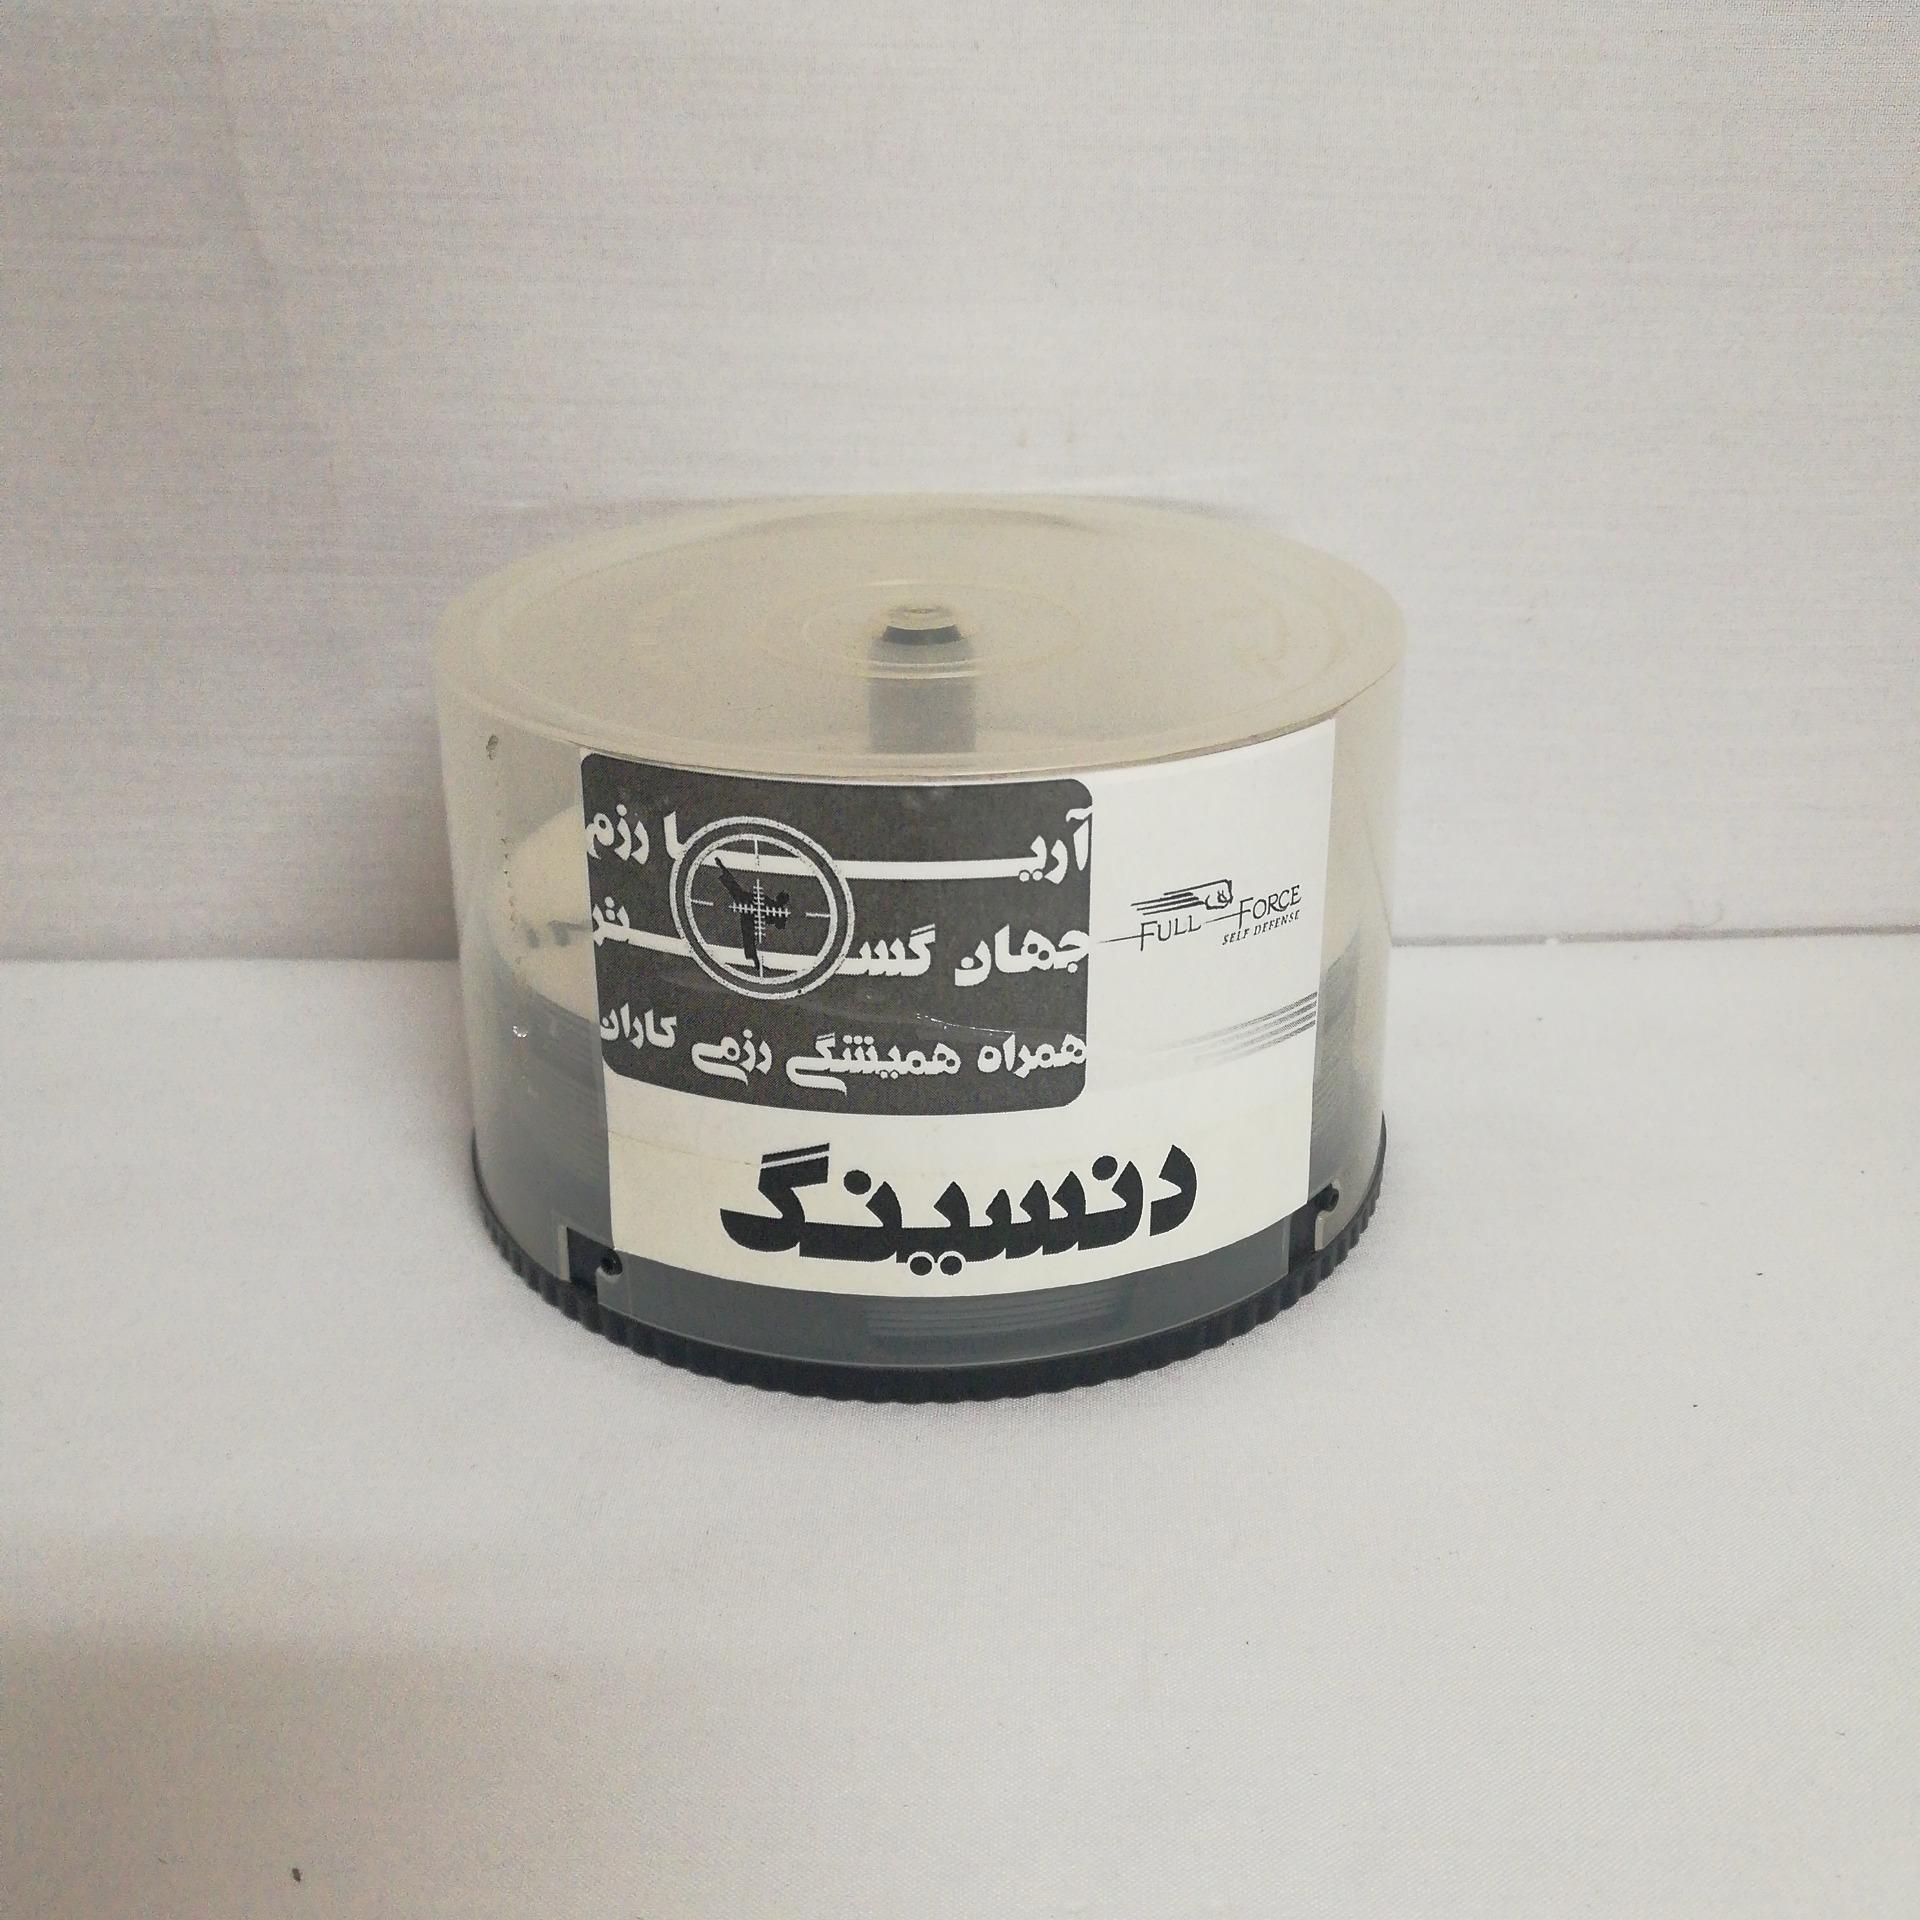 آریا رزم
جهان گستر
همراه همیشگی رزمی کاران
FULL FORCE
SELF DEFENSE
دنسینگ